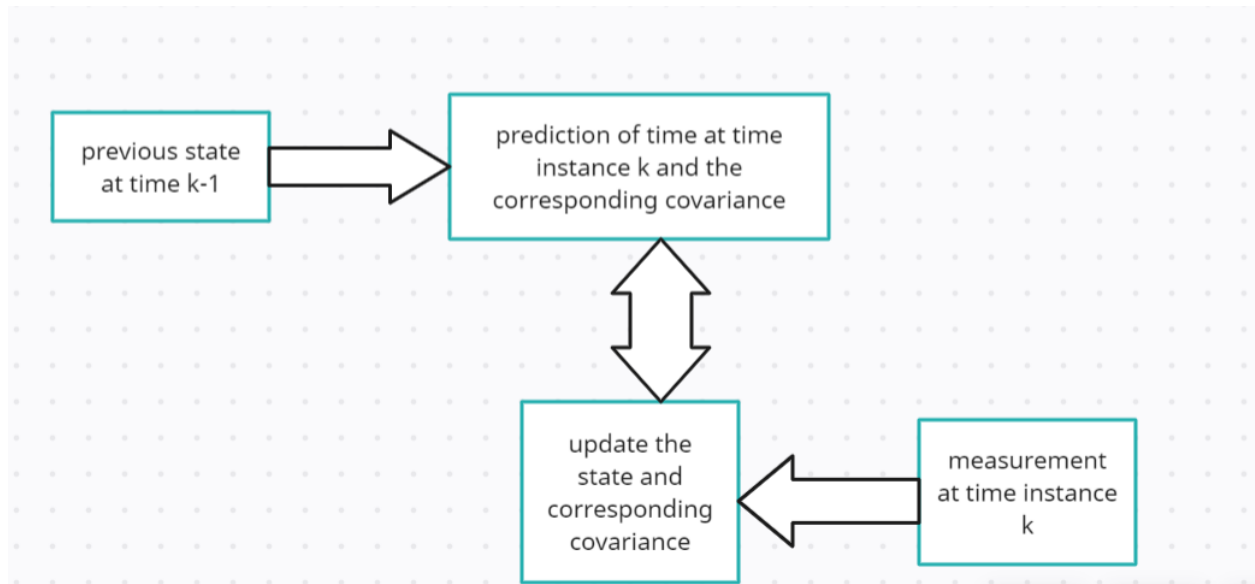 previous state
at time k-1
prediction of time at time
instance k and the
corresponding covariance
update the
state and
corresponding
covariance
measurement
at time instance
k